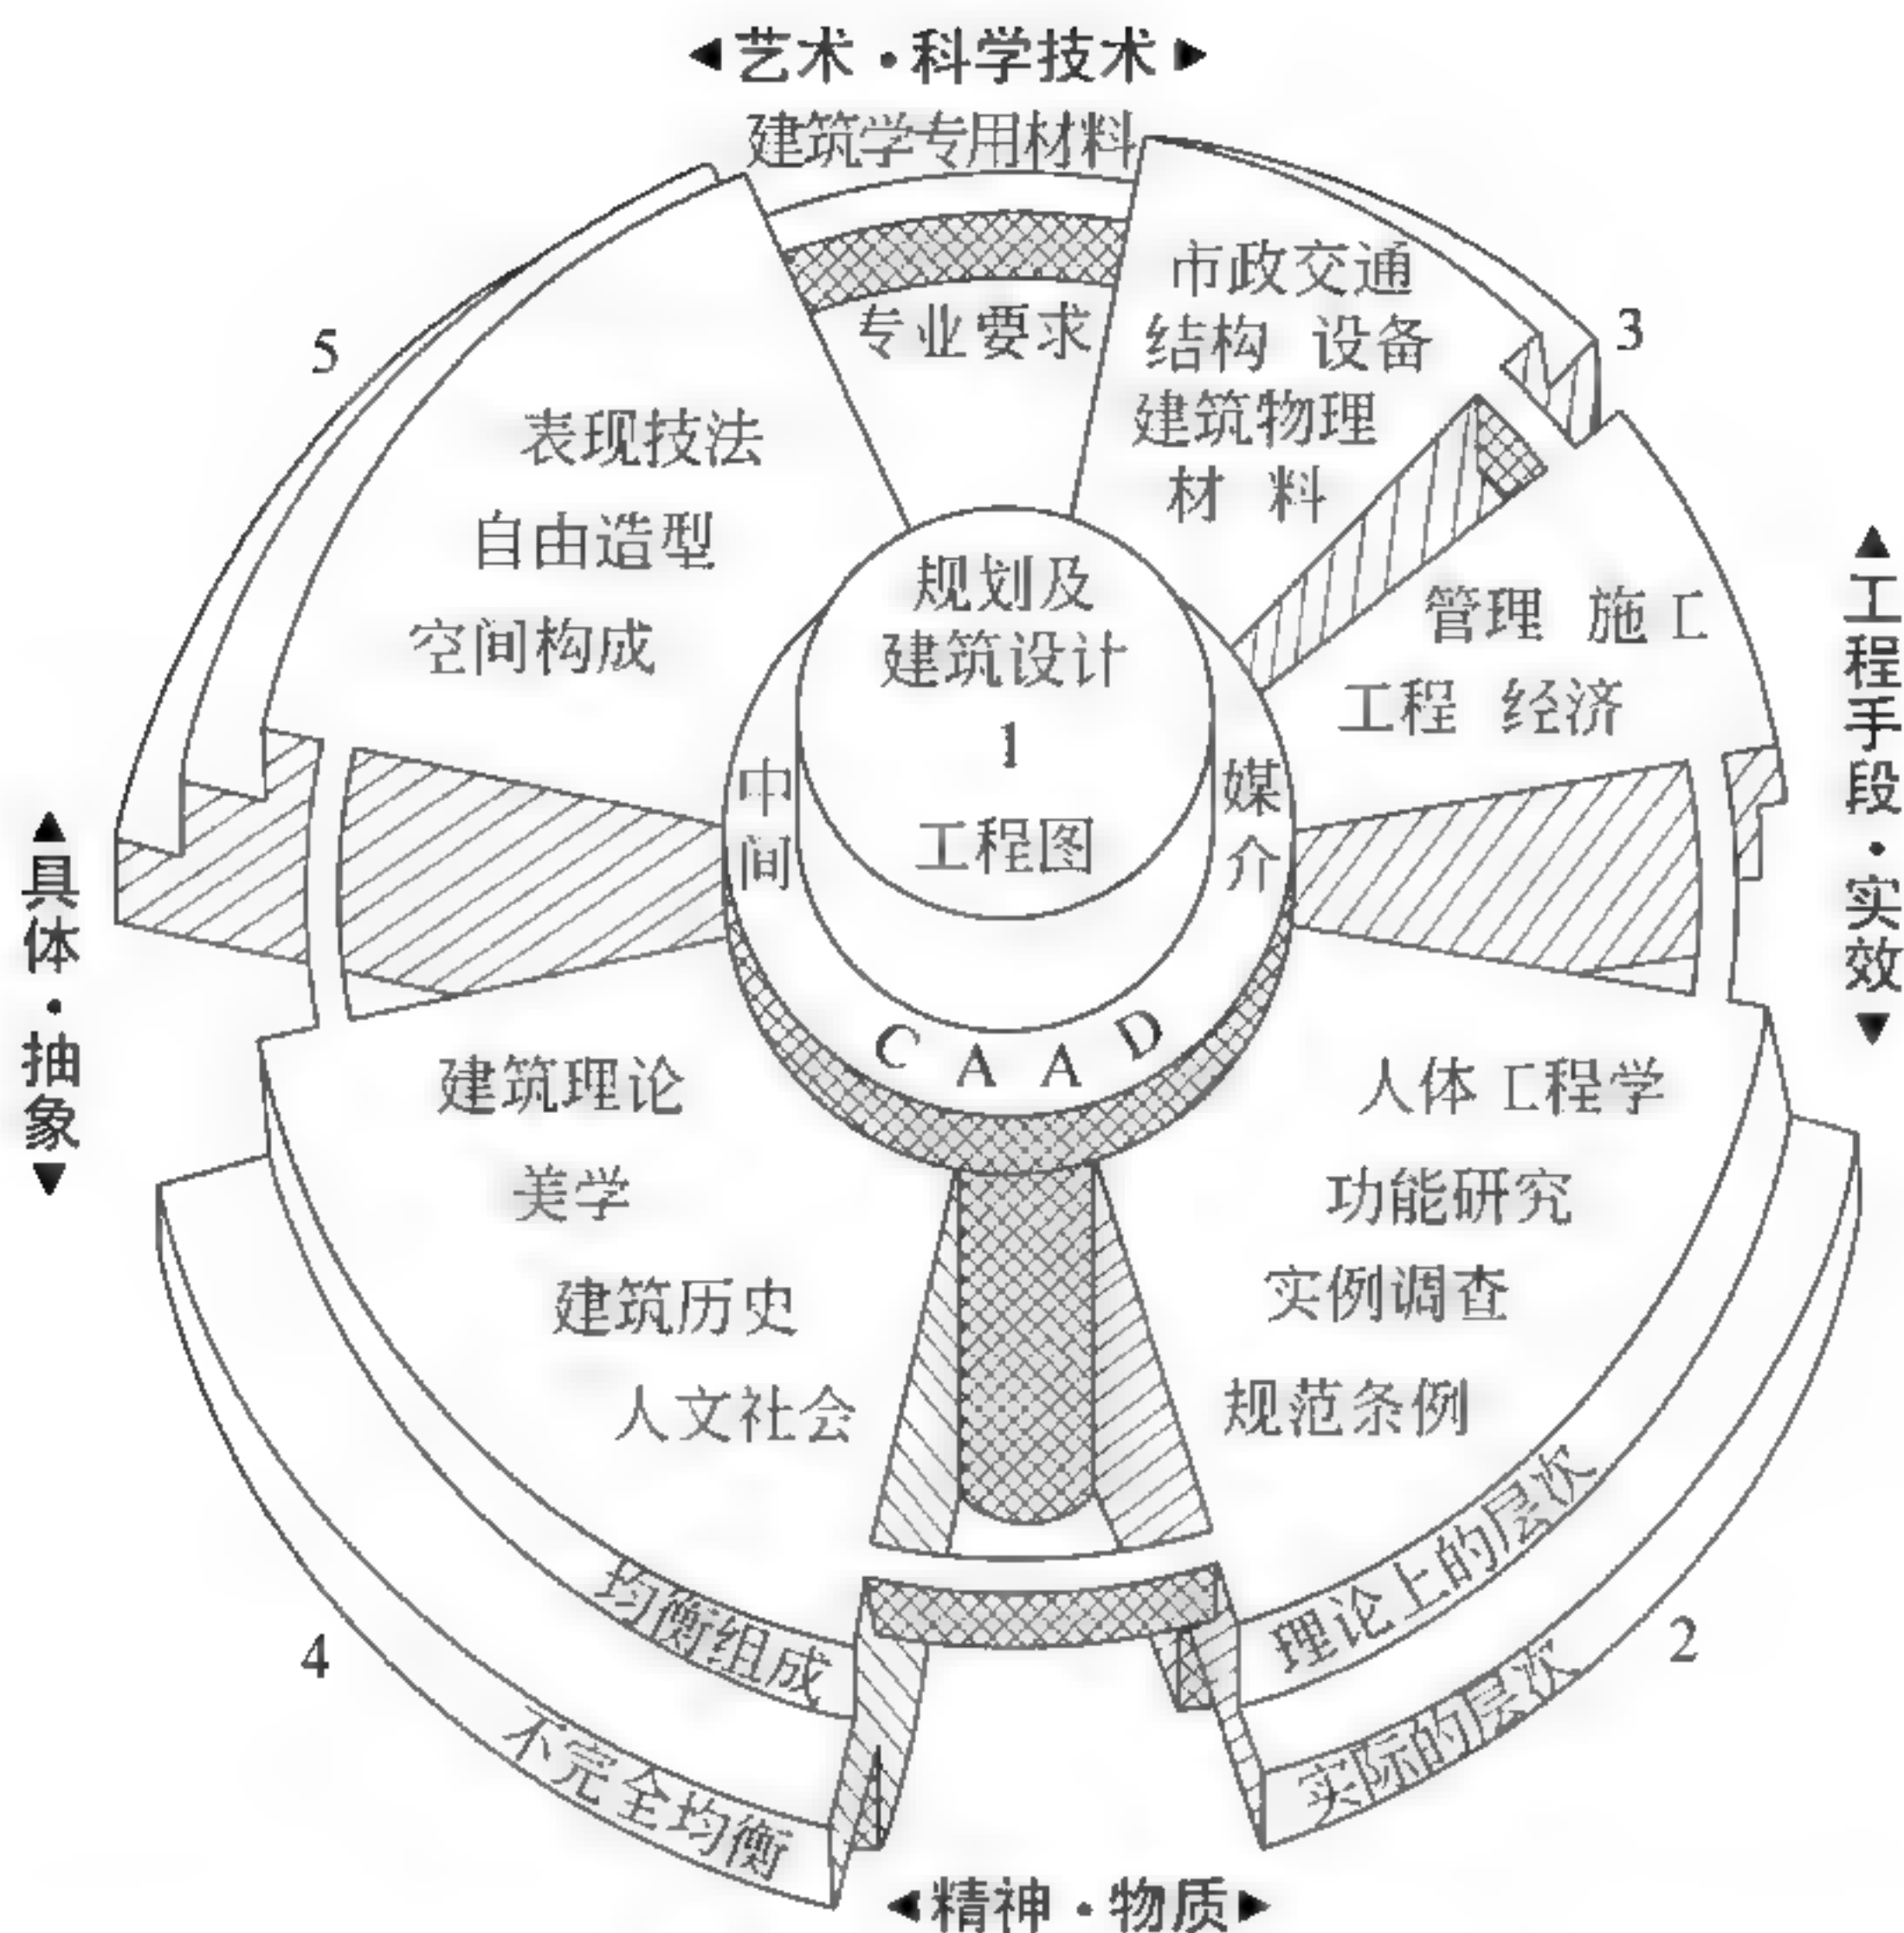 艺术·科学技术
建筑学专用材料
专业要求
5
表现技法
自由造型
空间构成
3
市政交通
结构 设备
建筑物理
材 料
管理 施工
工程 经济
规划及
建筑设计
1
工程图
中间
媒介
CAAD
具体·抽象
工程手段·实效
建筑理论
美学
建筑历史
人文社会
人体工程学
功能研究
实例调查
规范条例
均衡组成
不完全均衡
4
理论上的层次
实际的层次
2
精神·物质